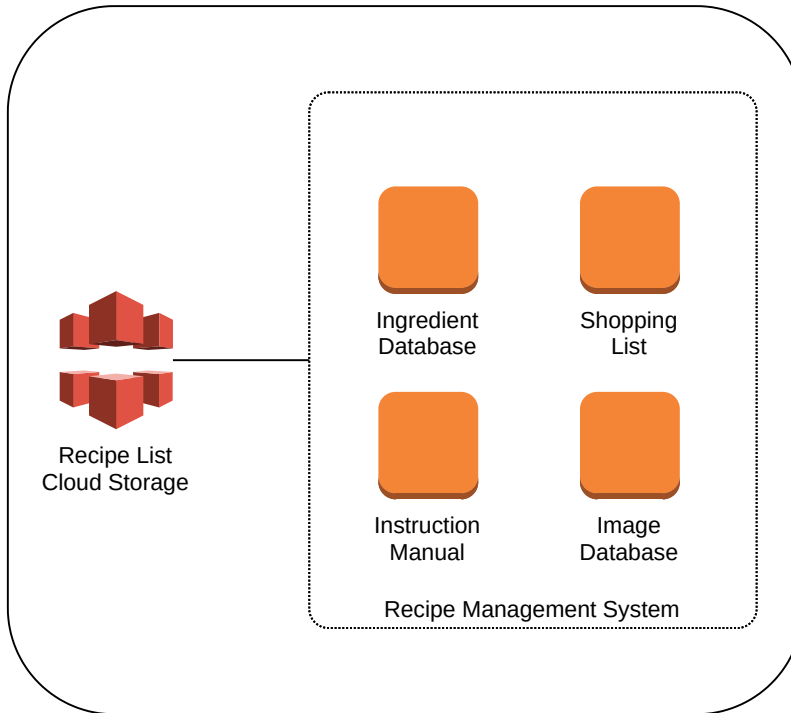 Ingredient
Database
Shopping
List
Recipe List
Cloud Storage
Instruction
Manual
Image
Database
Recipe Management System